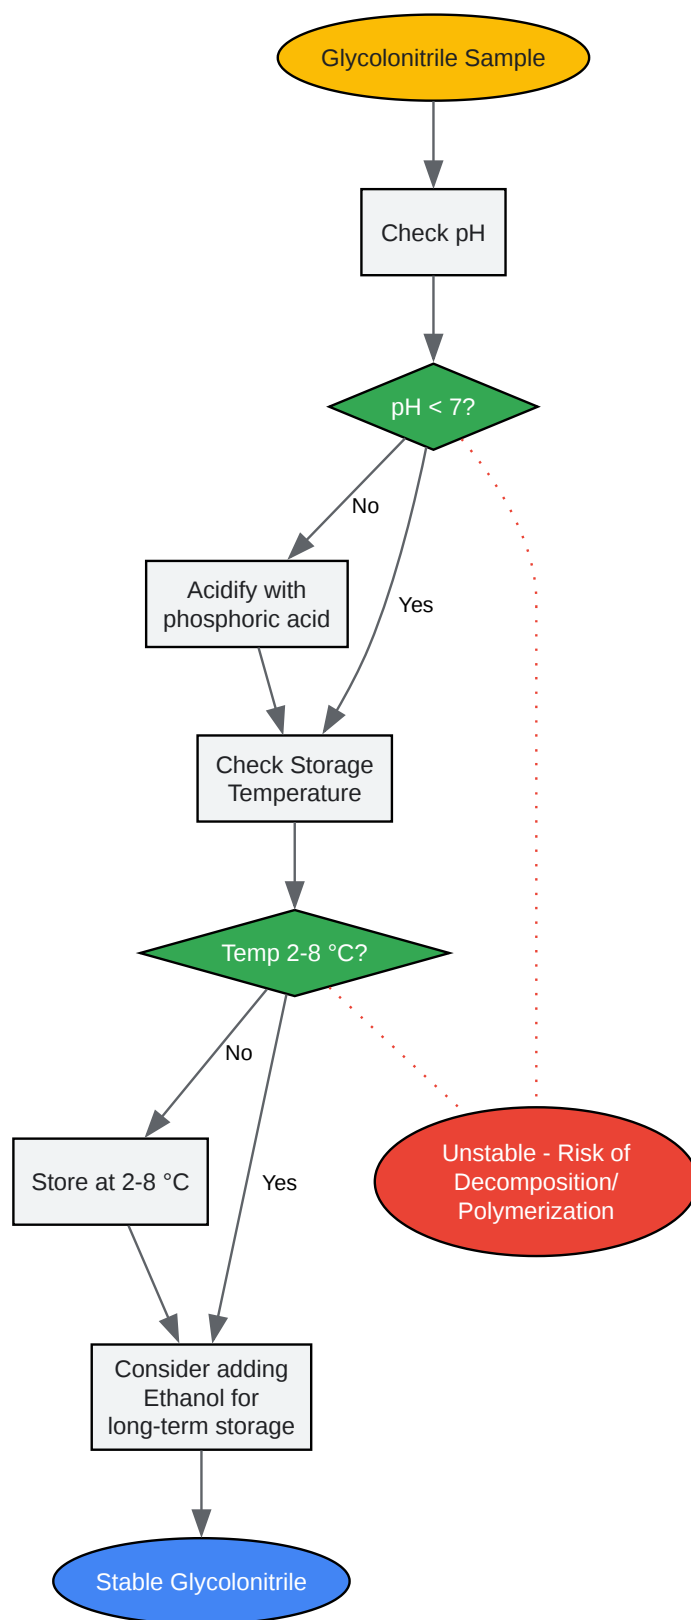 Glycolonitrile Sample
Check pH
pH < 7?
No
Acidify with
phosphoric acid
Yes
Check Storage
Temperature
Temp 2-8 °C?
No
Unstable - Risk of
Decomposition/
Polymerization
Store at 2-8 °C
Yes
Consider adding
Ethanol for
long-term storage
Stable Glycolonitrile